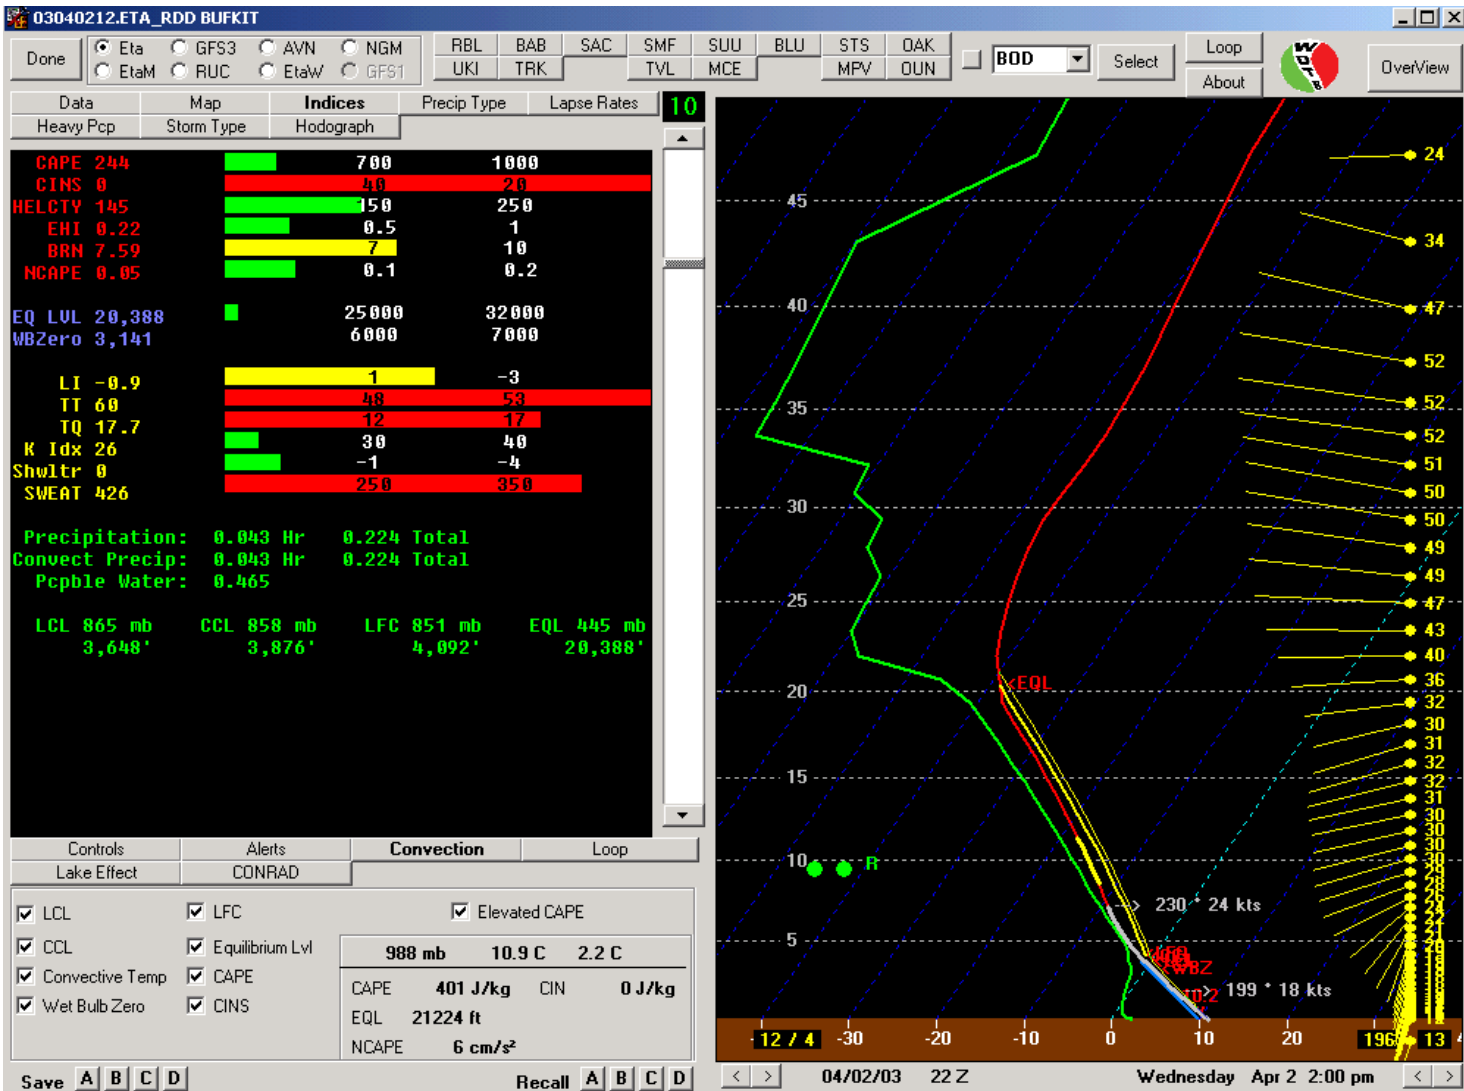 03040212.ETA_RDD BUFKIT
Done
Eta GFS3 AVN NGM
EtaM RUC EtaW GFS1
RBL BAB SAC SMF SUU BLU STS OAK
UKI TRK TVL MCE MPV OUN
BOD
Select
Loop
About
OverView
Data Map Indices Precip Type Lapse Rates
Heavy Pcp Storm Type Hodograph
10
CAPE 244 700 1000
CINS 0 40 20
HELCTY 145 150 250
EHI 0.22 0.5 1
BRN 7.59 7 10
NCAPE 0.05 0.1 0.2
EQ LVL 20,388 25000 32000
WBZero 3,141 6000 7000
LI -0.9 1 -3
TT 60 48 53
TQ 17.7 12 17
K Idx 26 30 40
Shwltr 0 -1 -4
SWEAT 426 250 350
Precipitation: 0.043 Hr 0.224 Total
Convect Precip: 0.043 Hr 0.224 Total
Pcpble Water: 0.465
LCL 865 mb CCL 858 mb LFC 851 mb EQL 445 mb
3,648' 3,876' 4,092' 20,388'
Controls Alerts Convection Loop
Lake Effect CONRAD
LCL LFC Elevated CAPE
CCL Equilibrium Lvl
Convective Temp CAPE
Wet Bulb Zero CINS
988 mb 10.9 C 2.2 C
CAPE 401 J/kg CIN 0 J/kg
EQL 21224 ft
NCAPE 6 cm/s²
Save A B C D
Recall A B C D
45
40
35
30
25
20
15
10
5
<EQL
R
230 * 24 kts
WBZ
199 * 18 kts
24
34
47
52
52
52
51
50
50
49
49
47
43
40
36
32
30
31
32
32
31
30
30
30
29
28
26
24
-12 / 4 -30 -20 -10 0 10 20 196 13
04/02/03 22 Z Wednesday Apr 2 2:00 pm